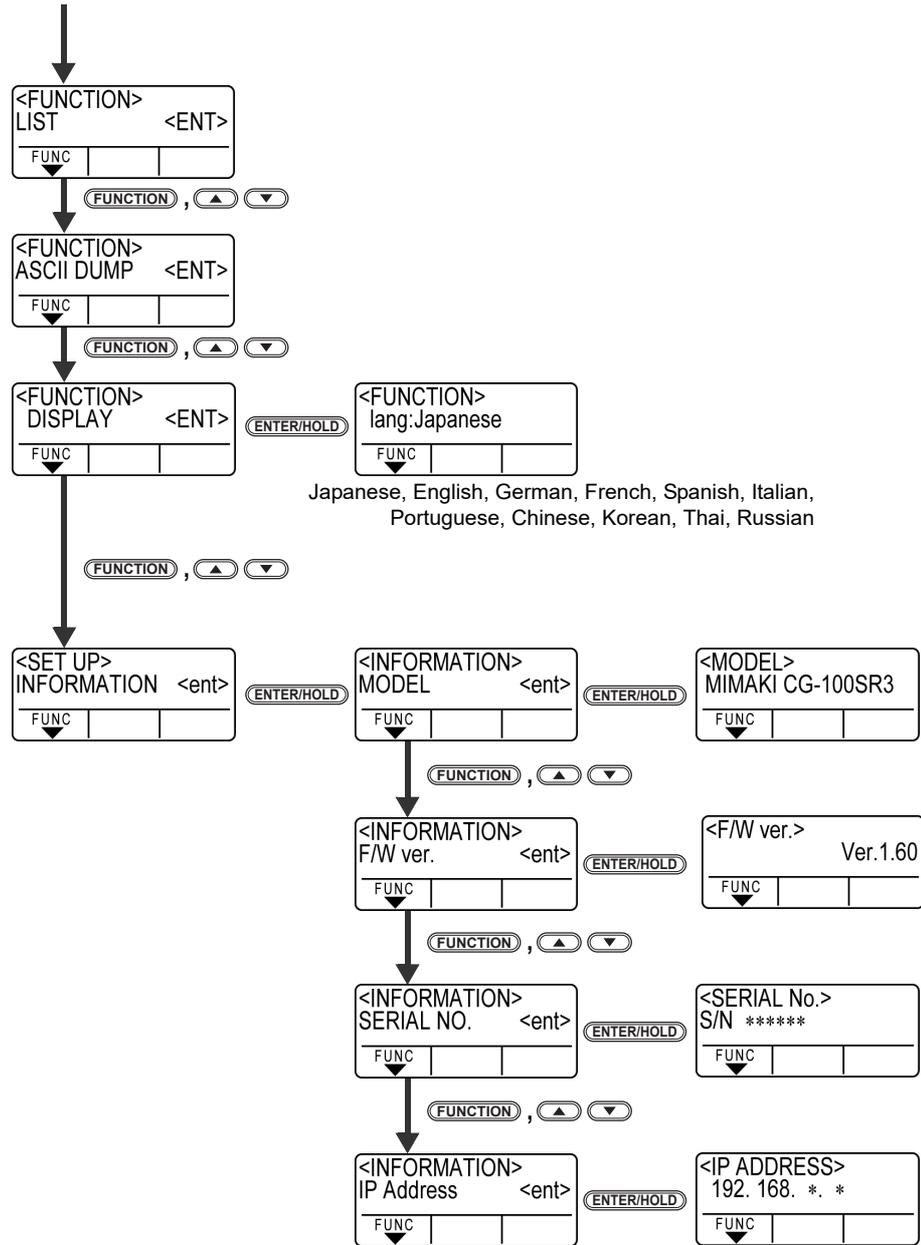 <FUNCTION>
LIST <ENT>
FUNC
FUNCTION , ▲ ▼
<FUNCTION>
ASCII DUMP <ENT>
FUNC
FUNCTION , ▲ ▼
<FUNCTION>
DISPLAY <ENT>
FUNC
ENTER/HOLD
<FUNCTION>
lang:Japanese
FUNC
Japanese, English, German, French, Spanish, Italian,
Portuguese, Chinese, Korean, Thai, Russian
FUNCTION , ▲ ▼
<SET UP>
INFORMATION <ent>
FUNC
ENTER/HOLD
<INFORMATION>
MODEL <ent>
FUNC
ENTER/HOLD
<MODEL>
MIMAKI CG-100SR3
FUNC
FUNCTION , ▲ ▼
<INFORMATION>
F/W ver. <ent>
FUNC
ENTER/HOLD
<F/W ver.>
Ver.1.60
FUNC
FUNCTION , ▲ ▼
<INFORMATION>
SERIAL NO. <ent>
FUNC
ENTER/HOLD
<SERIAL No.>
S/N ******
FUNC
FUNCTION , ▲ ▼
<INFORMATION>
IP Address <ent>
FUNC
ENTER/HOLD
<IP ADDRESS>
192. 168. *. *
FUNC